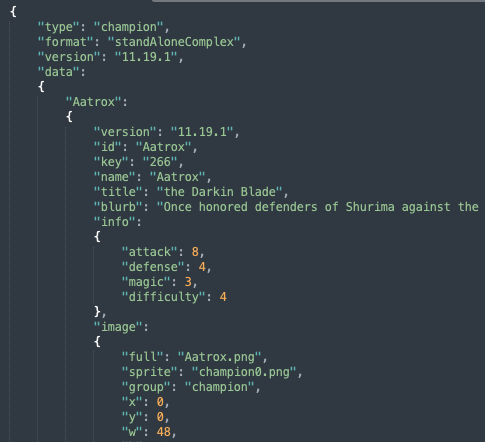 {
"type": "champion",
"format": "standAloneComplex",
"version": "11.19.1",
"data":
{
"Aatrox":
{
"version": "11.19.1",
"id": "Aatrox",
"key": "266",
"name": "Aatrox",
"title": "the Darkin Blade",
"blurb": "Once honored defenders of Shurima against the
"info":
{
"attack": 8,
"defense": 4,
"magic": 3,
"difficulty": 4
},
"image":
{
"full": "Aatrox.png",
"sprite": "champion0.png",
"group": "champion",
"x": 0,
"y": 0,
"w": 48,